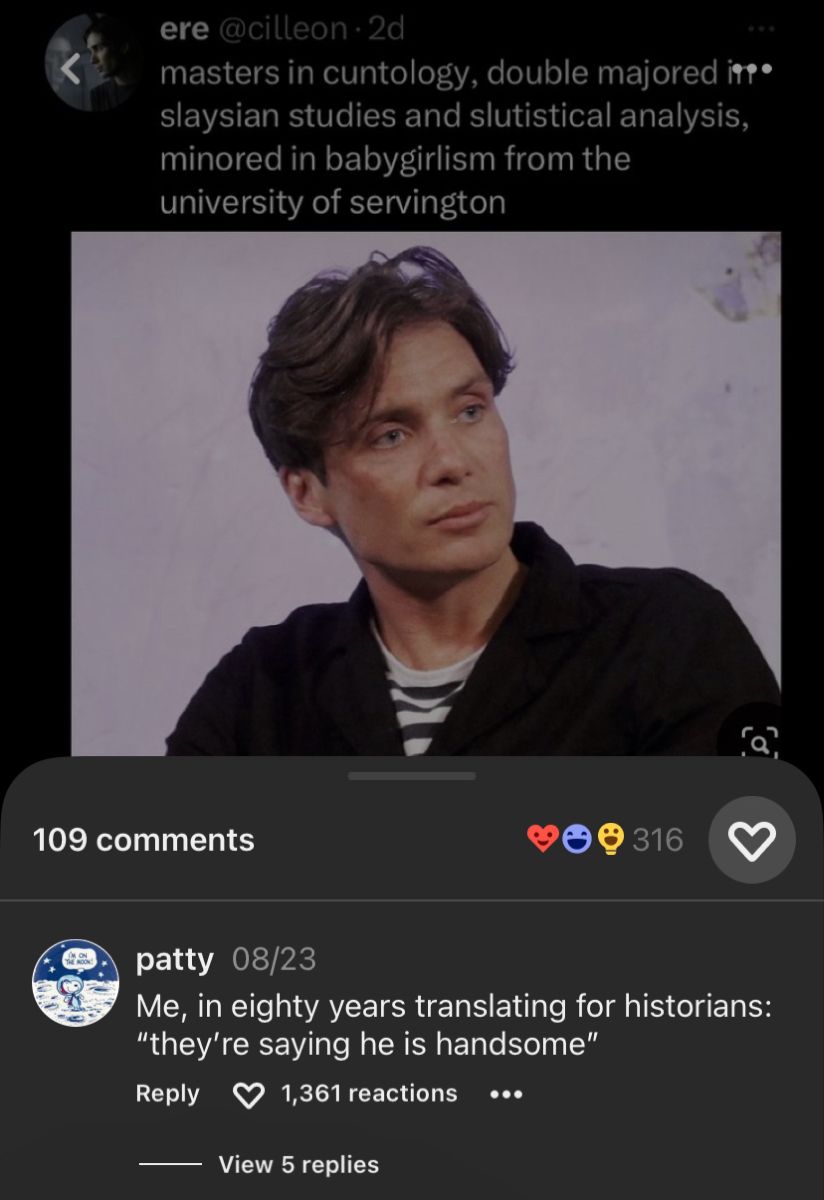 ere @cilleon · 2d
masters in cuntology, double majored in
slaysian studies and slutistical analysis,
minored in babygirlism from the
university of servington
109 comments
316
I'M ON
THE MOON!
patty 08/23
Me, in eighty years translating for historians:
“they’re saying he is handsome”
Reply 1,361 reactions
View 5 replies